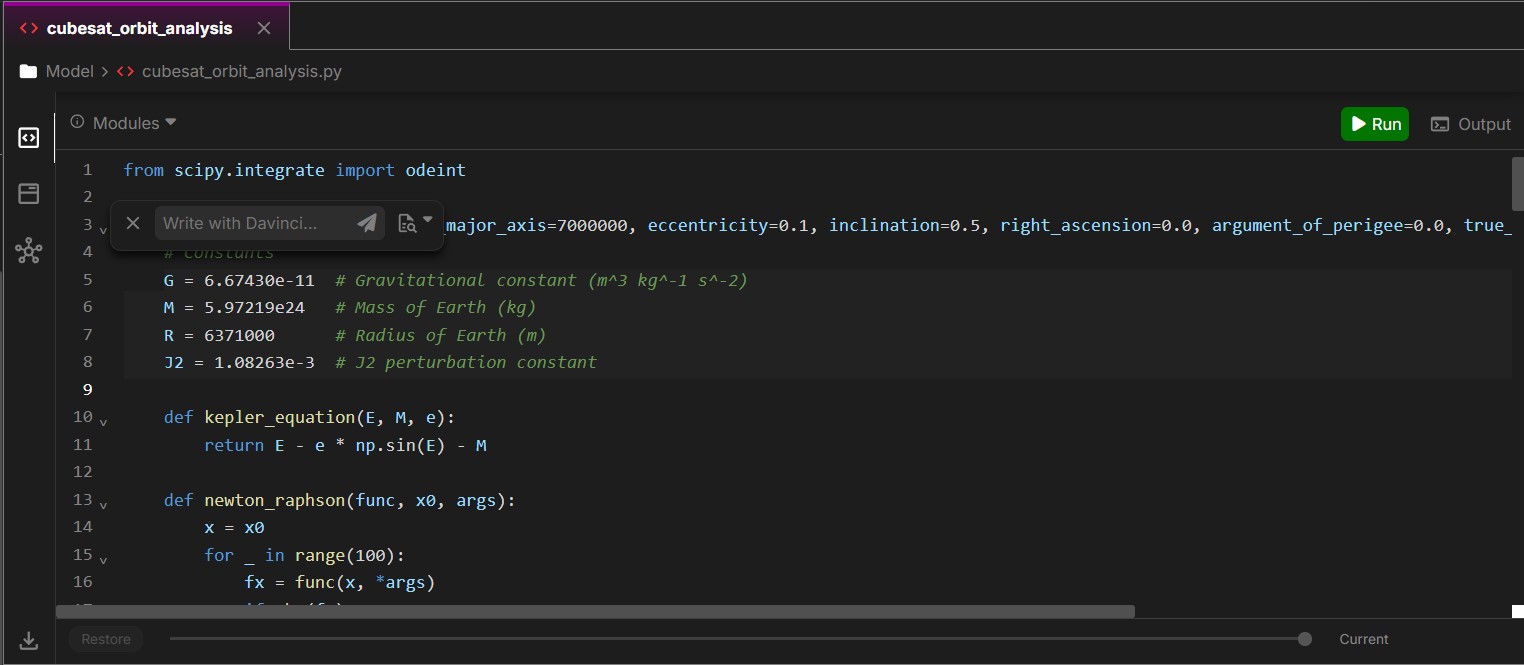 cubesat_orbit_analysis
Model > cubesat_orbit_analysis.py
Modules
Run
Output
1 from scipy.integrate import odeint
2
Write with Davinci...
3 _major_axis=7000000, eccentricity=0.1, inclination=0.5, right_ascension=0.0, argument_of_perigee=0.0, true_
4 # Constants
5 G = 6.67430e-11 # Gravitational constant (m^3 kg^-1 s^-2)
6 M = 5.97219e24 # Mass of Earth (kg)
7 R = 6371000 # Radius of Earth (m)
8 J2 = 1.08263e-3 # J2 perturbation constant
9
10 def kepler_equation(E, M, e):
11 return E - e * np.sin(E) - M
12
13 def newton_raphson(func, x0, args):
14 x = x0
15 for _ in range(100):
16 fx = func(x, *args)
Restore
Current